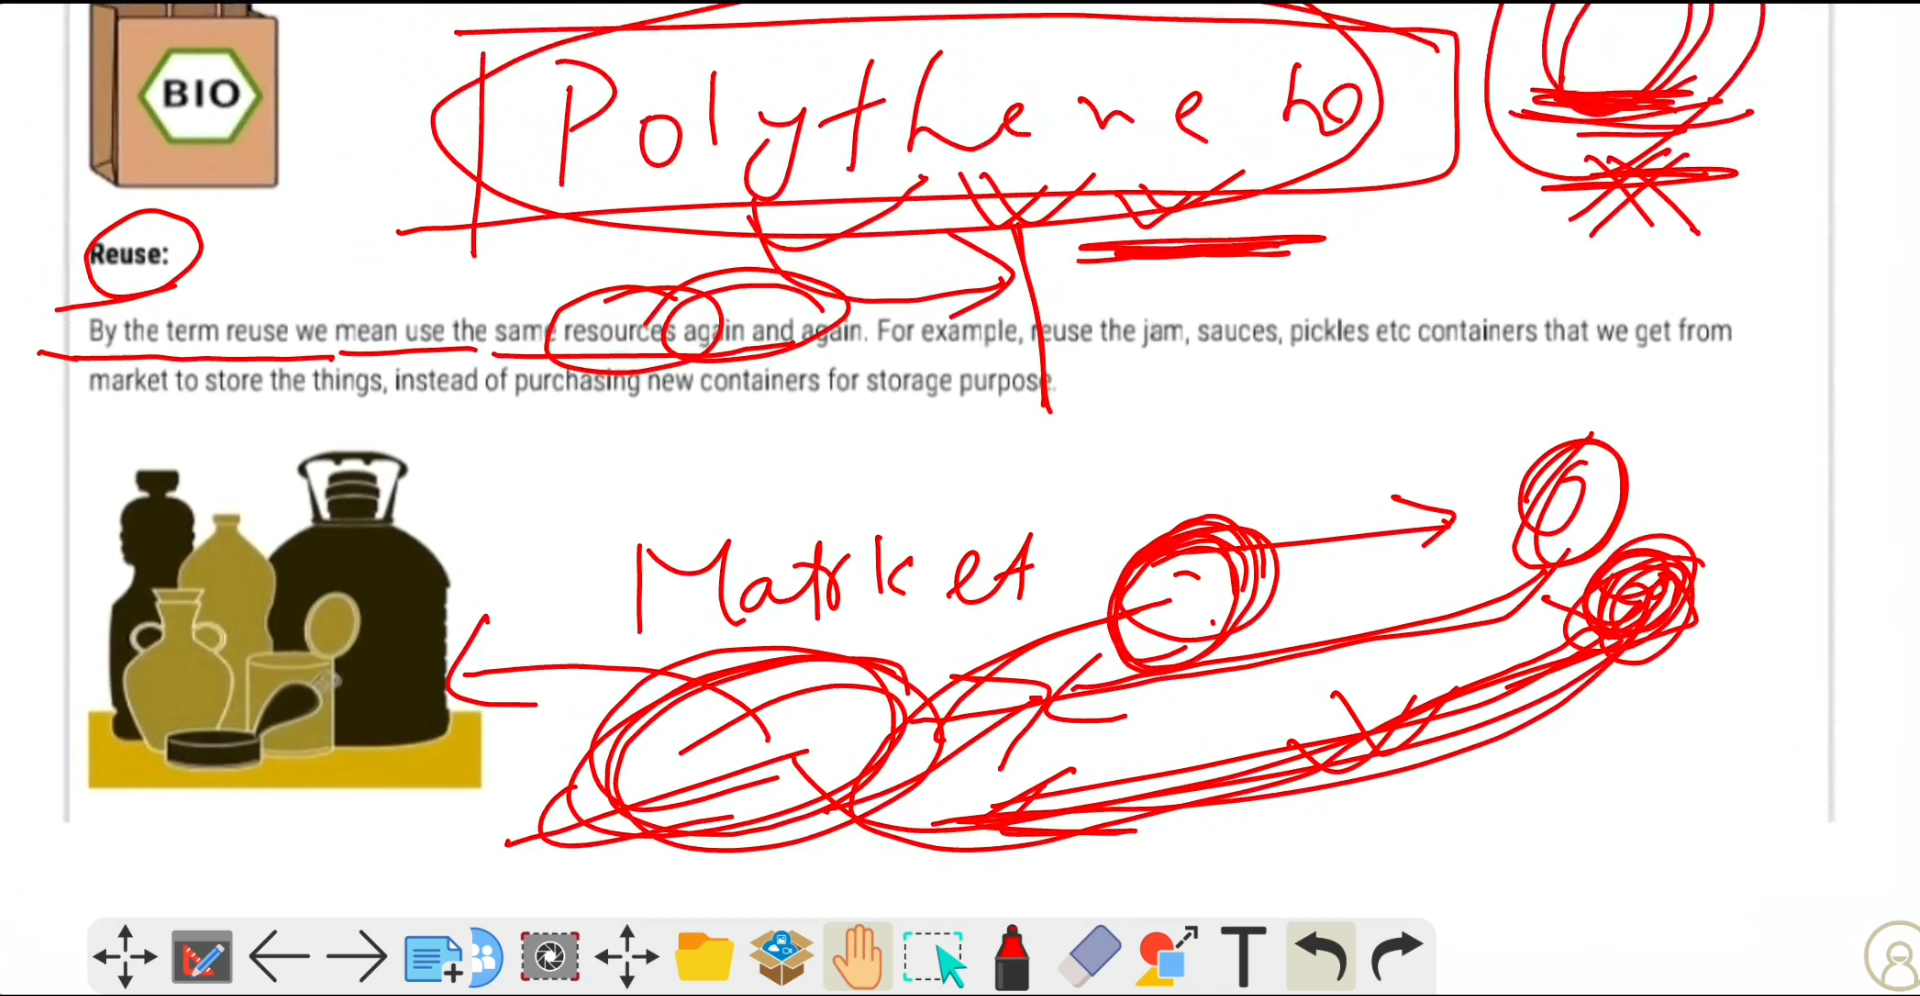 BIO
Polythene
Reuse:
By the term reuse we mean use the same resources again and again. For example, reuse the jam, sauces, pickles etc containers that we get from
market to store the things, instead of purchasing new containers for storage purpose.
Market